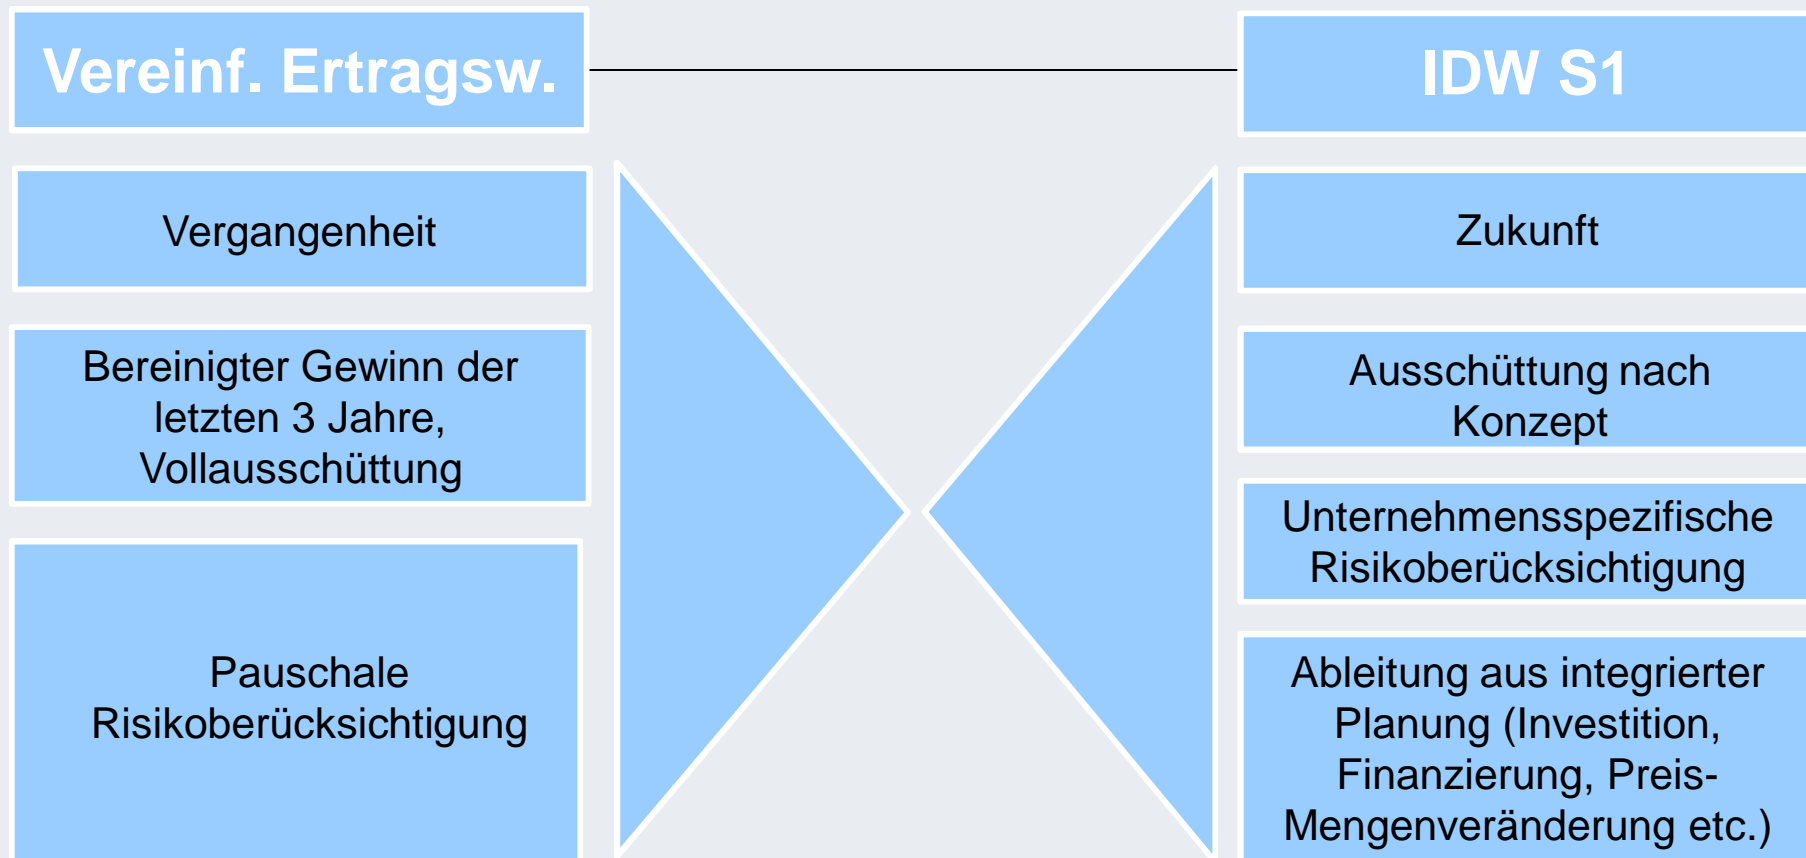 Vereinf. Ertragsw.
IDW S1
Vergangenheit
Bereinigter Gewinn der
letzten 3 Jahre,
Vollausschüttung
Pauschale
Risikoberücksichtigung
Zukunft
Ausschüttung nach
Konzept
Unternehmensspezifische
Risikoberücksichtigung
Ableitung aus integrierter
Planung (Investition,
Finanzierung, Preis-
Mengenveränderung etc.)